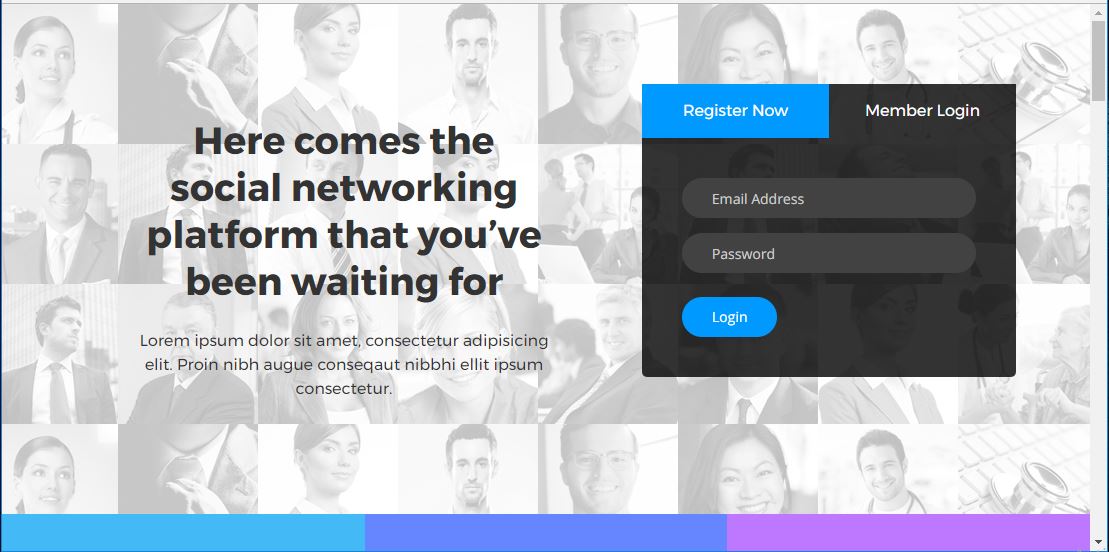 Here comes the
social networking
platform that you’ve
been waiting for
Lorem ipsum dolor sit amet, consectetur adipisicing
elit. Proin nibh augue conseqaut nibbhi ellit ipsum
consectetur.
Register Now
Member Login
Email Address
Password
Login